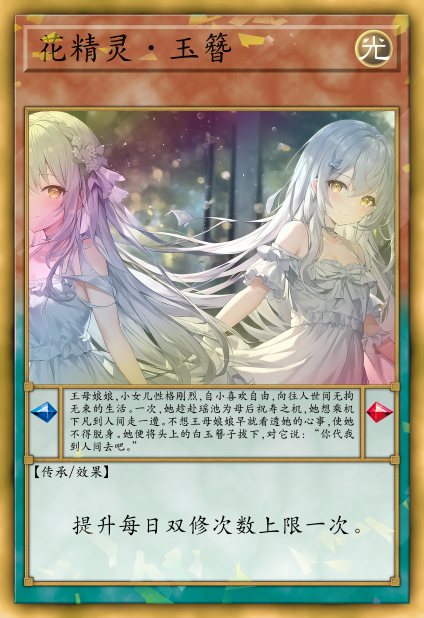 花精灵·玉簪
光
王母娘娘,小女儿性格刚烈,自小喜欢自由,向往人世间无拘
无束的生活。一次,她趁赴瑶池为母后祝寿之机,她想乘机
下凡到人间走一遭。不想王母娘娘早就看透她的心事,使她
不得脱身。她便将头上的白玉簪子拔下,对它说:“你代我
到人间去吧。”
【传承/效果】
提升每日双修次数上限一次。